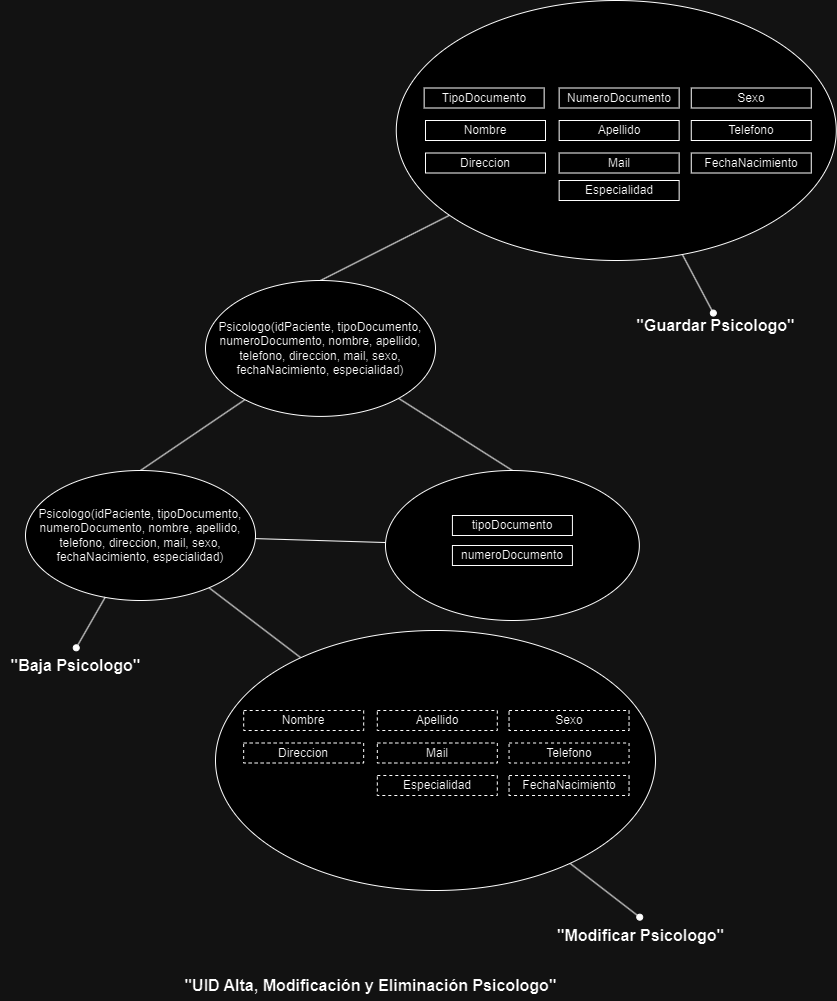 TipoDocumento NumeroDocumento Sexo
Nombre Apellido Telefono
Direccion Mail FechaNacimiento
Especialidad
"Guardar Psicologo"
Psicologo(idPaciente, tipoDocumento,
numeroDocumento, nombre, apellido,
telefono, direccion, mail, sexo,
fechaNacimiento, especialidad)
Psicologo(idPaciente, tipoDocumento,
numeroDocumento, nombre, apellido,
telefono, direccion, mail, sexo,
fechaNacimiento, especialidad)
tipoDocumento
numeroDocumento
"Baja Psicologo"
Nombre Apellido Sexo
Direccion Mail Telefono
Especialidad FechaNacimiento
"Modificar Psicologo"
"UID Alta, Modificación y Eliminación Psicologo"